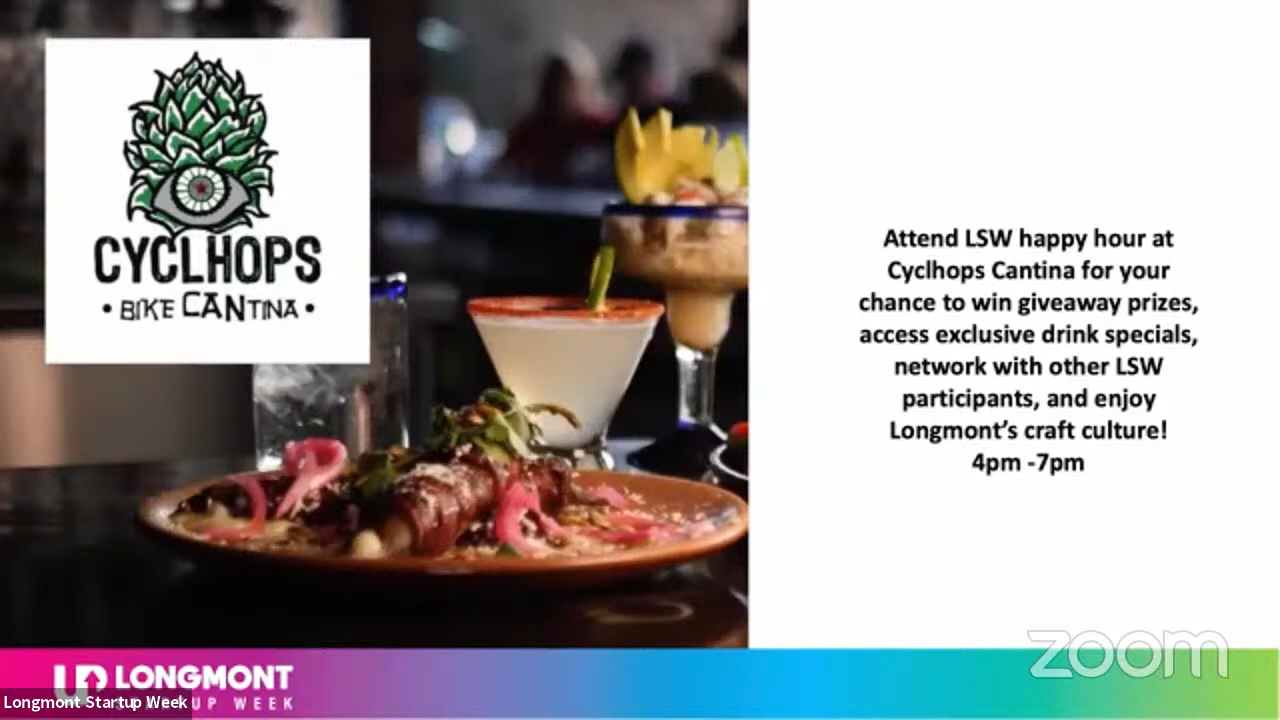 CYCLHOPS
• BIKE CANTINA •
Attend LSW happy hour at
Cyclhops Cantina for your
chance to win giveaway prizes,
access exclusive drink specials,
network with other LSW
participants, and enjoy
Longmont’s craft culture!
4pm -7pm
zoom
LONGMONT
UP WEEK
Longmont Startup Week